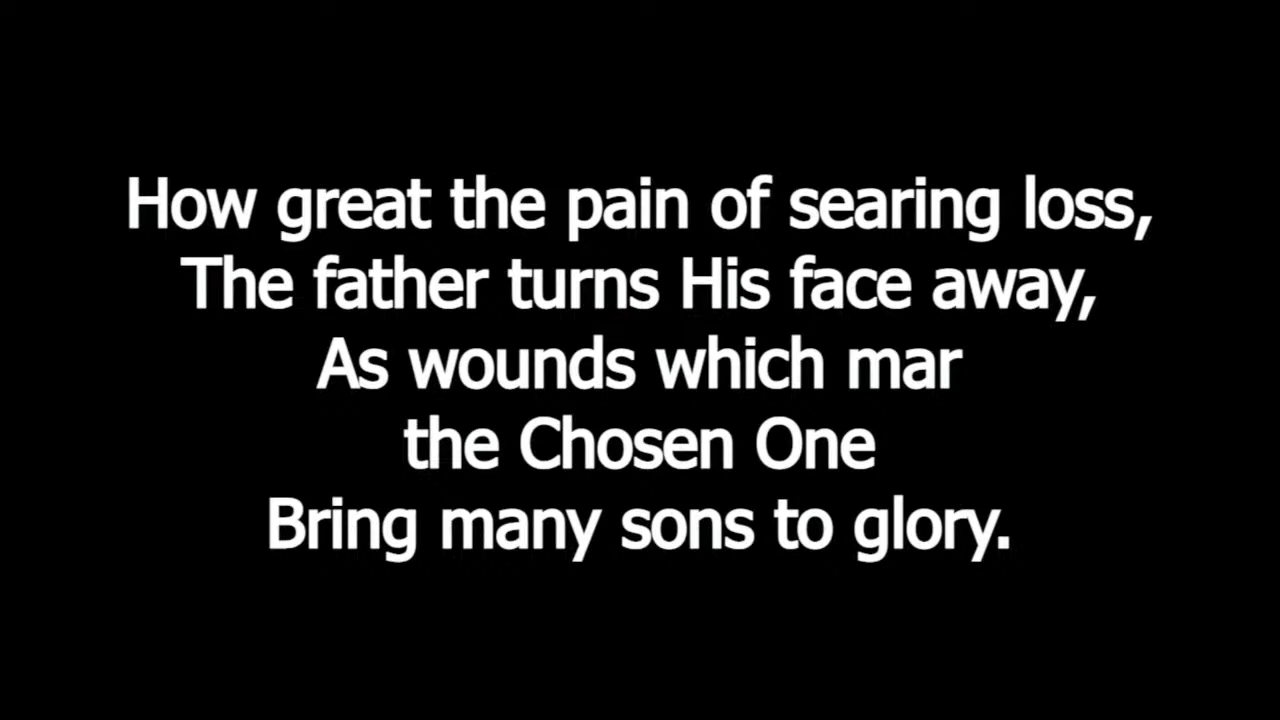 How great the pain of searing loss,
The father turns His face away,
As wounds which mar
the Chosen One
Bring many sons to glory.